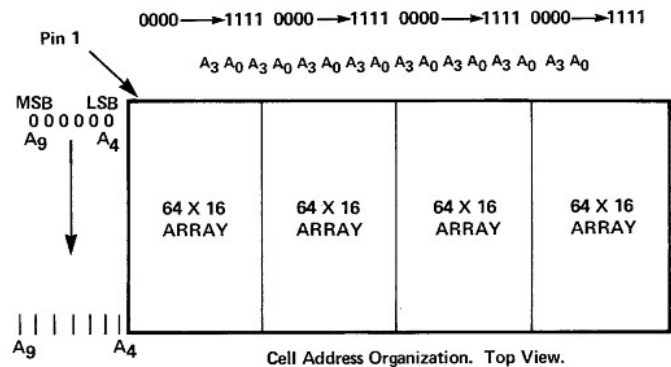 0000 → 1111 0000 → 1111 0000 → 1111 0000 → 1111
Pin 1
A3 A0 A3 A0 A3 A0 A3 A0 A3 A0 A3 A0 A3 A0
MSB LSB
000000
A9 A4
64 X 16 64 X 16 64 X 16 64 X 16
ARRAY ARRAY ARRAY ARRAY
A9 A4
Cell Address Organization. Top View.